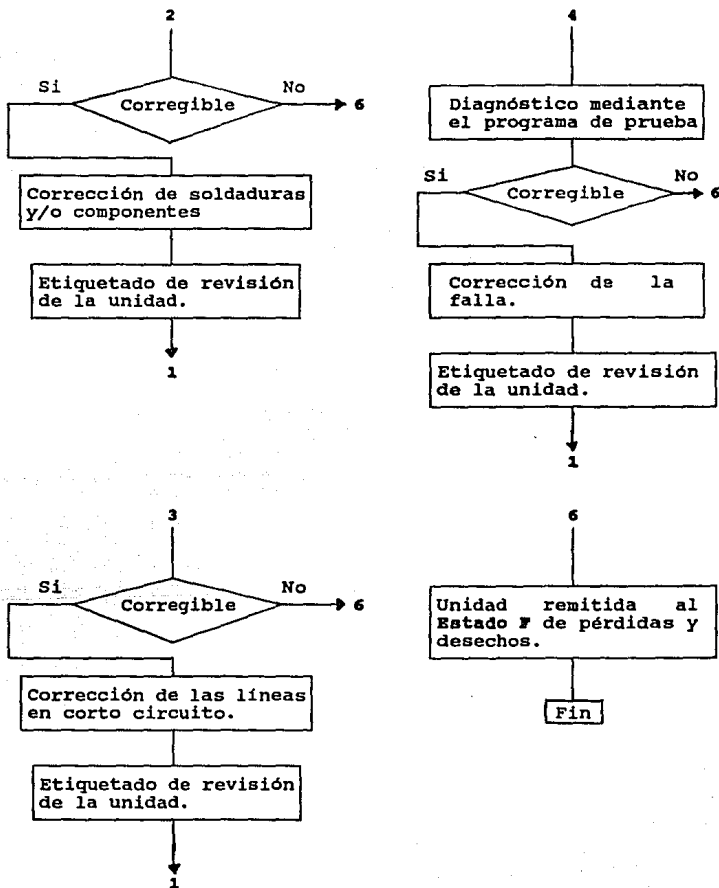 2
Si
No
Corregible
6
Corrección de soldaduras
y/o componentes
Etiquetado de revisión
de la unidad.
1
4
Diagnóstico mediante
el programa de prueba
Si
No
Corregible
6
Corrección de la
falla.
Etiquetado de revisión
de la unidad.
1
3
Si
No
Corregible
6
Corrección de las líneas
en corto circuito.
Etiquetado de revisión
de la unidad.
1
6
Unidad remitida al
Estado F de pérdidas y
desechos.
Fin